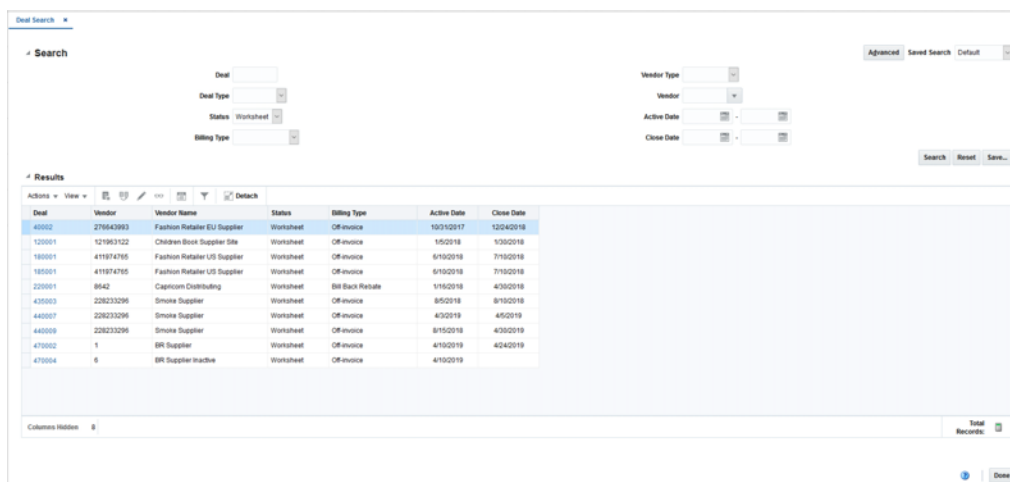 Deal Search
Search
Advanced Saved Search Default
Deal
Vendor Type
Deal Type
Vendor
Status Worksheet
Active Date -
Billing Type
Close Date -
Search Reset Save...
Results
Actions View Detach
Deal Vendor Vendor Name Status Billing Type Active Date Close Date
40002 276643993 Fashion Retailer EU Supplier Worksheet Off-invoice 10/31/2017 12/24/2018
120001 121963122 Children Book Supplier Site Worksheet Off-invoice 1/5/2018 1/30/2018
180001 411974765 Fashion Retailer US Supplier Worksheet Off-invoice 6/10/2018 7/10/2018
185001 411974765 Fashion Retailer US Supplier Worksheet Off-invoice 6/10/2018 7/10/2018
220001 8642 Capricorn Distributing Worksheet Bill Back Rebate 1/16/2018 4/30/2018
435003 228233296 Smoke Supplier Worksheet Off-invoice 8/5/2018 8/10/2018
440007 228233296 Smoke Supplier Worksheet Off-invoice 4/3/2019 4/5/2019
440009 228233296 Smoke Supplier Worksheet Off-invoice 8/15/2018 4/30/2019
470002 1 BR Supplier Worksheet Off-invoice 4/10/2019 4/24/2019
470004 6 BR Supplier Inactive Worksheet Off-invoice 4/10/2019
Columns Hidden 8
Total
Records:
Done